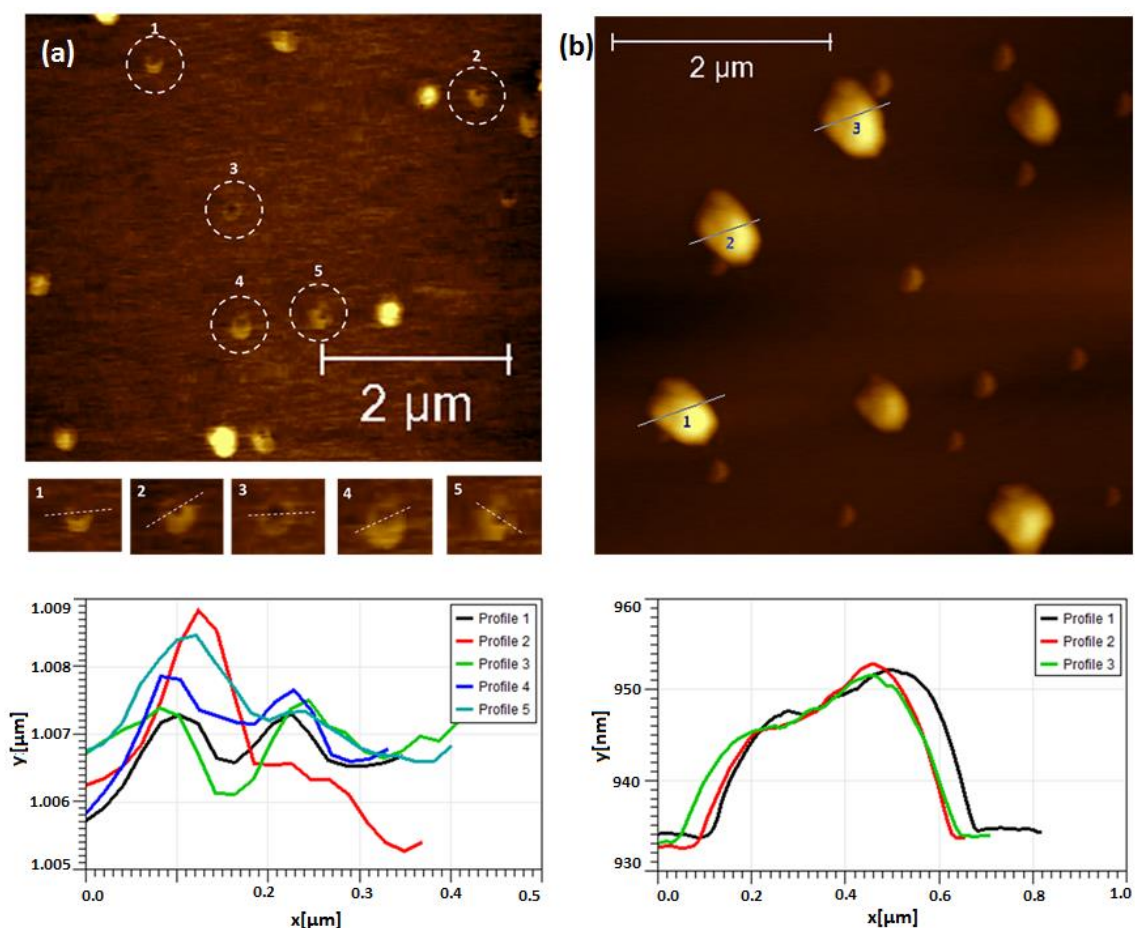 (a)
1
2
3
4
5
2 µm
1
2
3
4
5
1.009
1.008
1.007
1.006
1.005
y[µm]
0.0
0.2
0.3
0.4
0.5
x[µm]
Profile 1
Profile 2
Profile 3
Profile 4
Profile 5
(b)
2 µm
3
2
1
960
950
940
930
y[nm]
0.0
0.2
0.4
0.6
0.8
1.0
x[µm]
Profile 1
Profile 2
Profile 3